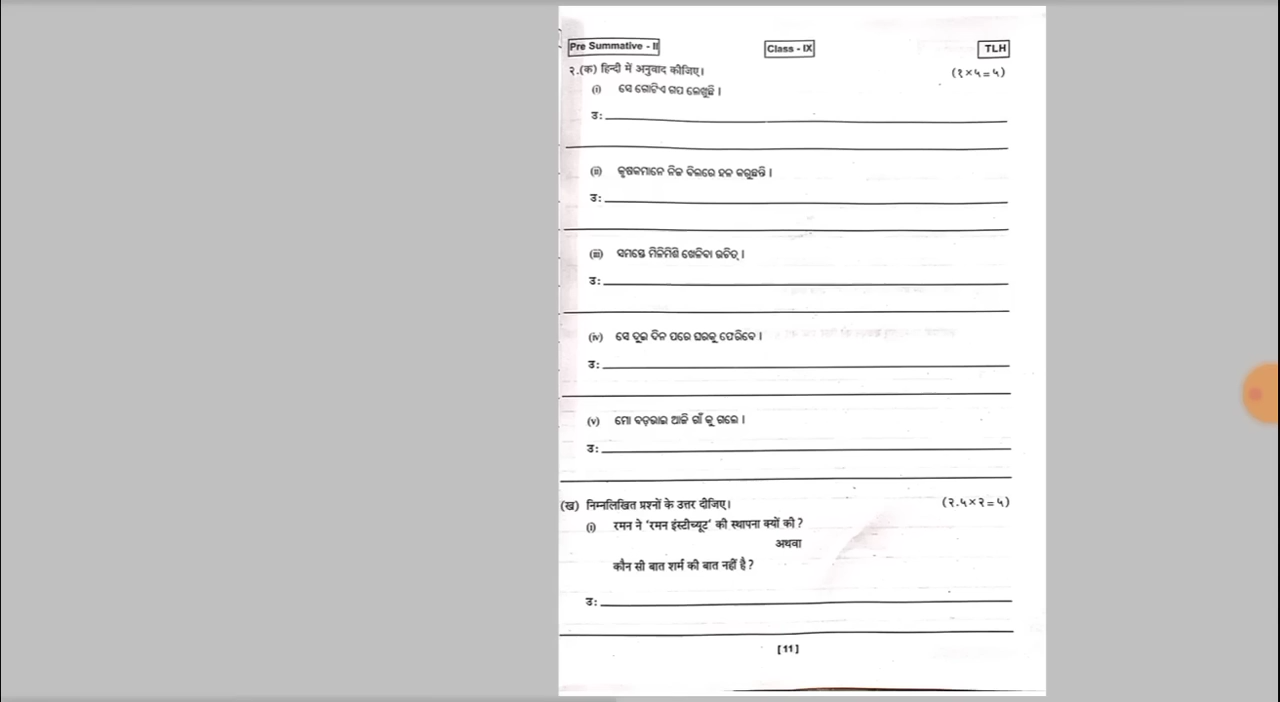 Pre Summative - II Class - IX TLH
२.(क) हिन्दी में अनुवाद कीजिए। (१×५=५)
(i) ସେ ଗୋଟିଏ ଗପ ଲେଖୁଛି ।
उ:
(ii) କୃଷକମାନେ ନିଜ ବିଲରେ ହଳ କରୁଛନ୍ତି ।
उ:
(iii) ସମସ୍ତେ ମିଳିମିଶି ଖେଳିବା ଉଚିତ୍ ।
उ:
(iv) ସେ ଦୁଇ ଦିନ ପରେ ଘରକୁ ଫେରିବେ ।
उ:
(v) ମୋ ବଡ଼ଭାଇ ଆଜି ଗାଁ କୁ ଗଲେ ।
उ:
(ख) निम्नलिखित प्रश्नों के उत्तर दीजिए। (२.५×२=५)
(i) रमन ने ‘रमन इंस्टीच्यूट’ की स्थापना क्यों की ?
अथवा
कौन सी बात शर्म की बात नहीं है ?
उ:
[11]